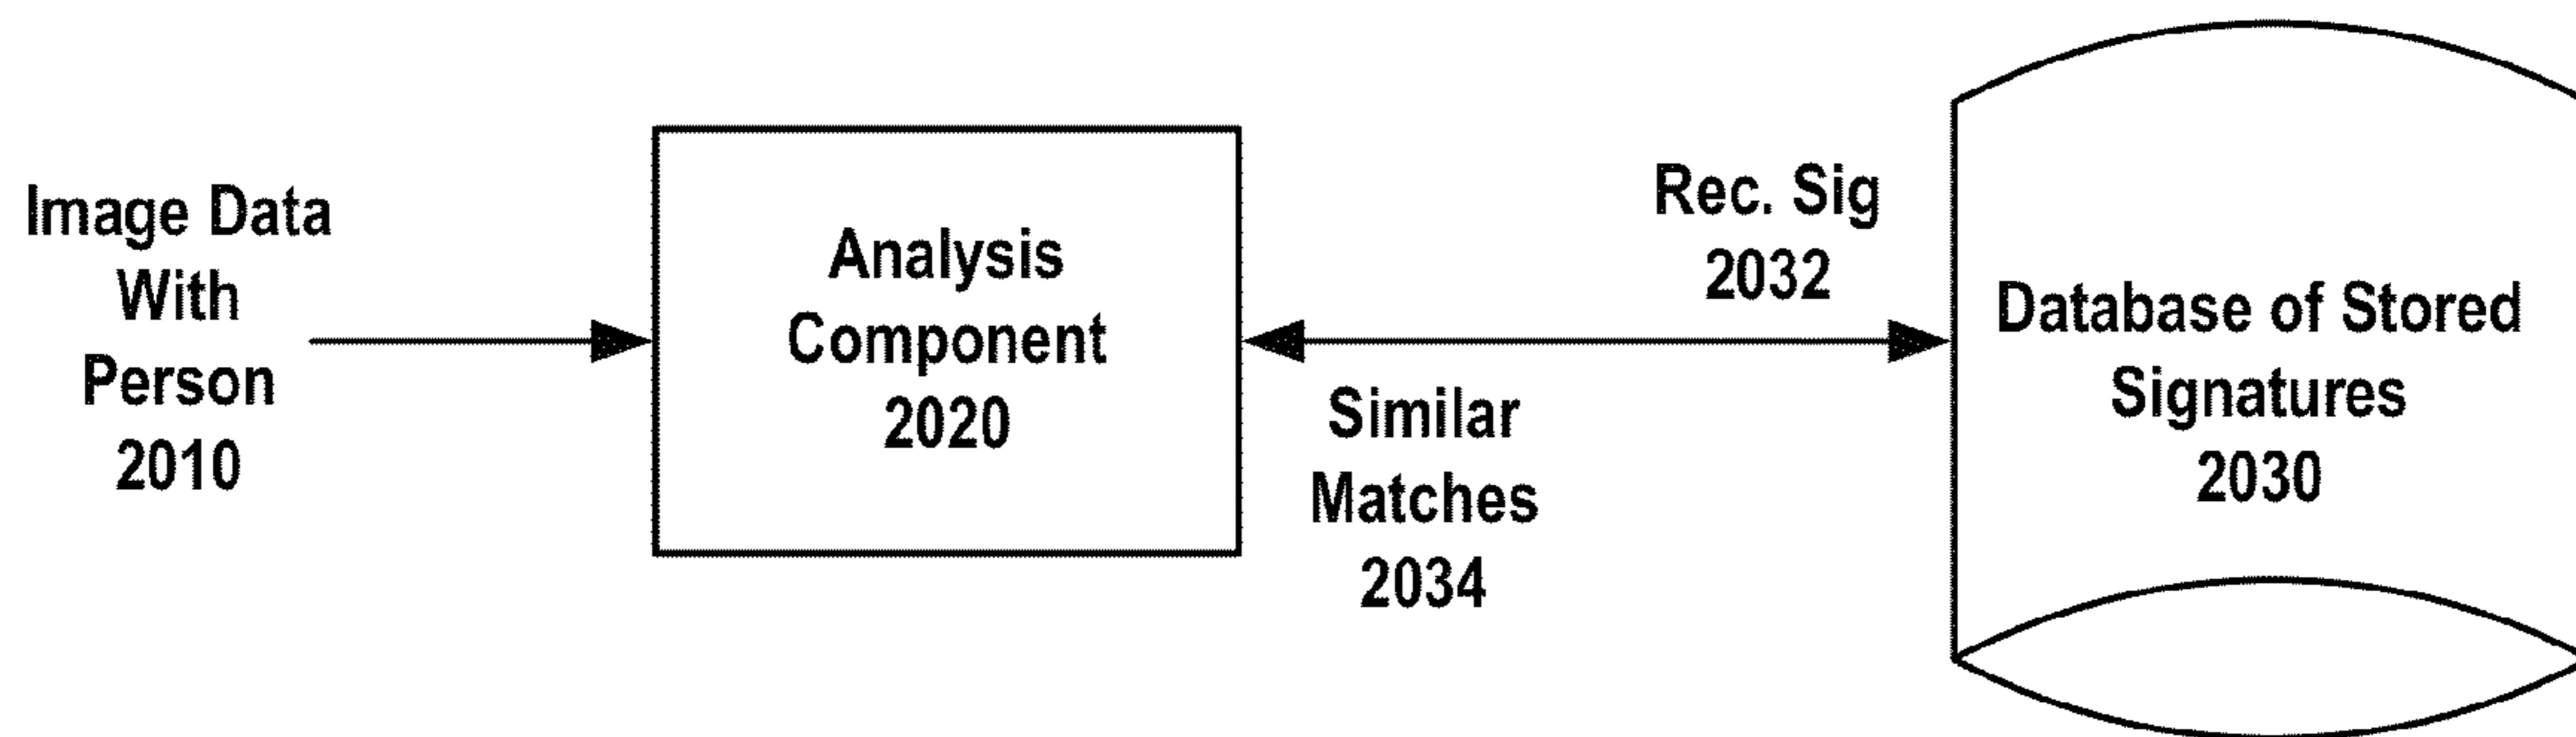 Image Data
With
Person
2010
Analysis
Component
2020
Rec. Sig
2032
Similar
Matches
2034
Database of Stored
Signatures
2030